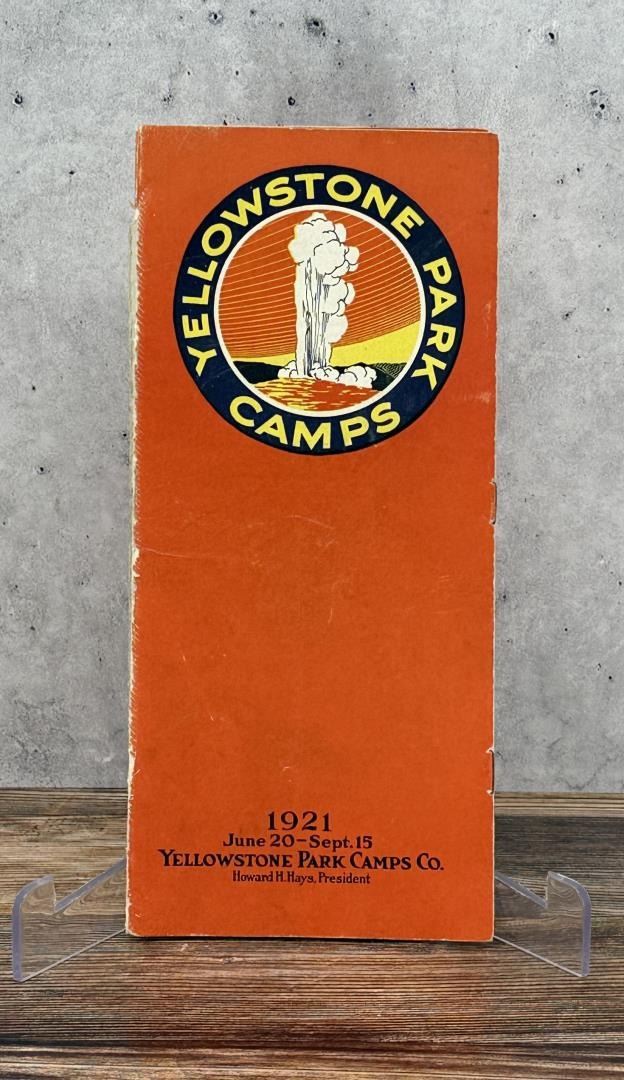 YELLOWSTONE PARK
CAMPS
1921
June 20-Sept. 15
YELLOWSTONE PARK CAMPS CO.
Howard H. Hays, President